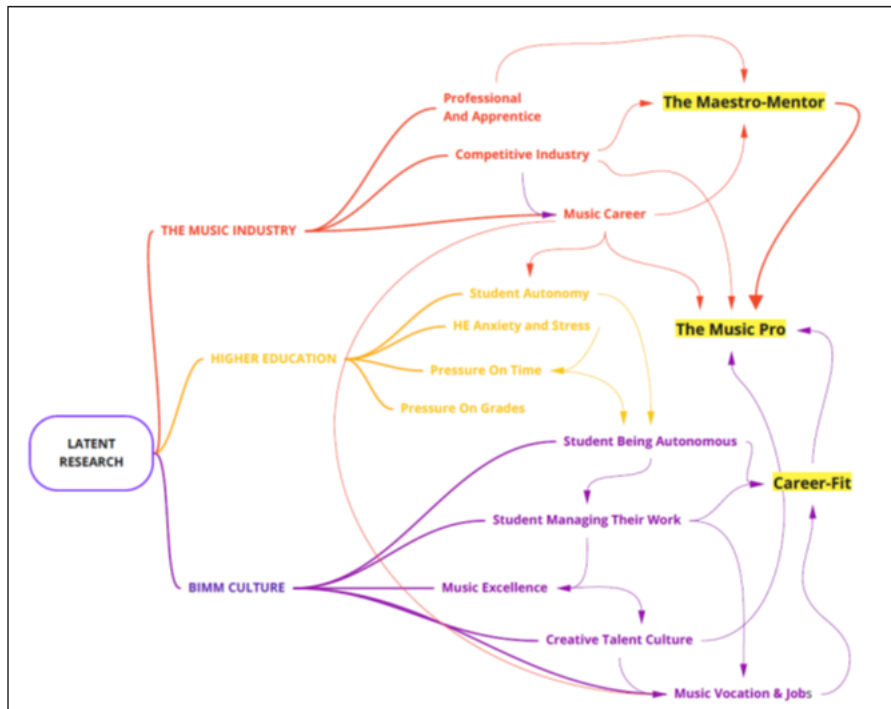 Professional
And Apprentice
The Maestro-Mentor
Competitive Industry
Music Career
THE MUSIC INDUSTRY
Student Autonomy
HE Anxiety and Stress
The Music Pro
HIGHER EDUCATION
Pressure On Time
Pressure On Grades
LATENT
RESEARCH
Student Being Autonomous
Career-Fit
Student Managing Their Work
BIMM CULTURE
Music Excellence
Creative Talent Culture
Music Vocation & Jobs